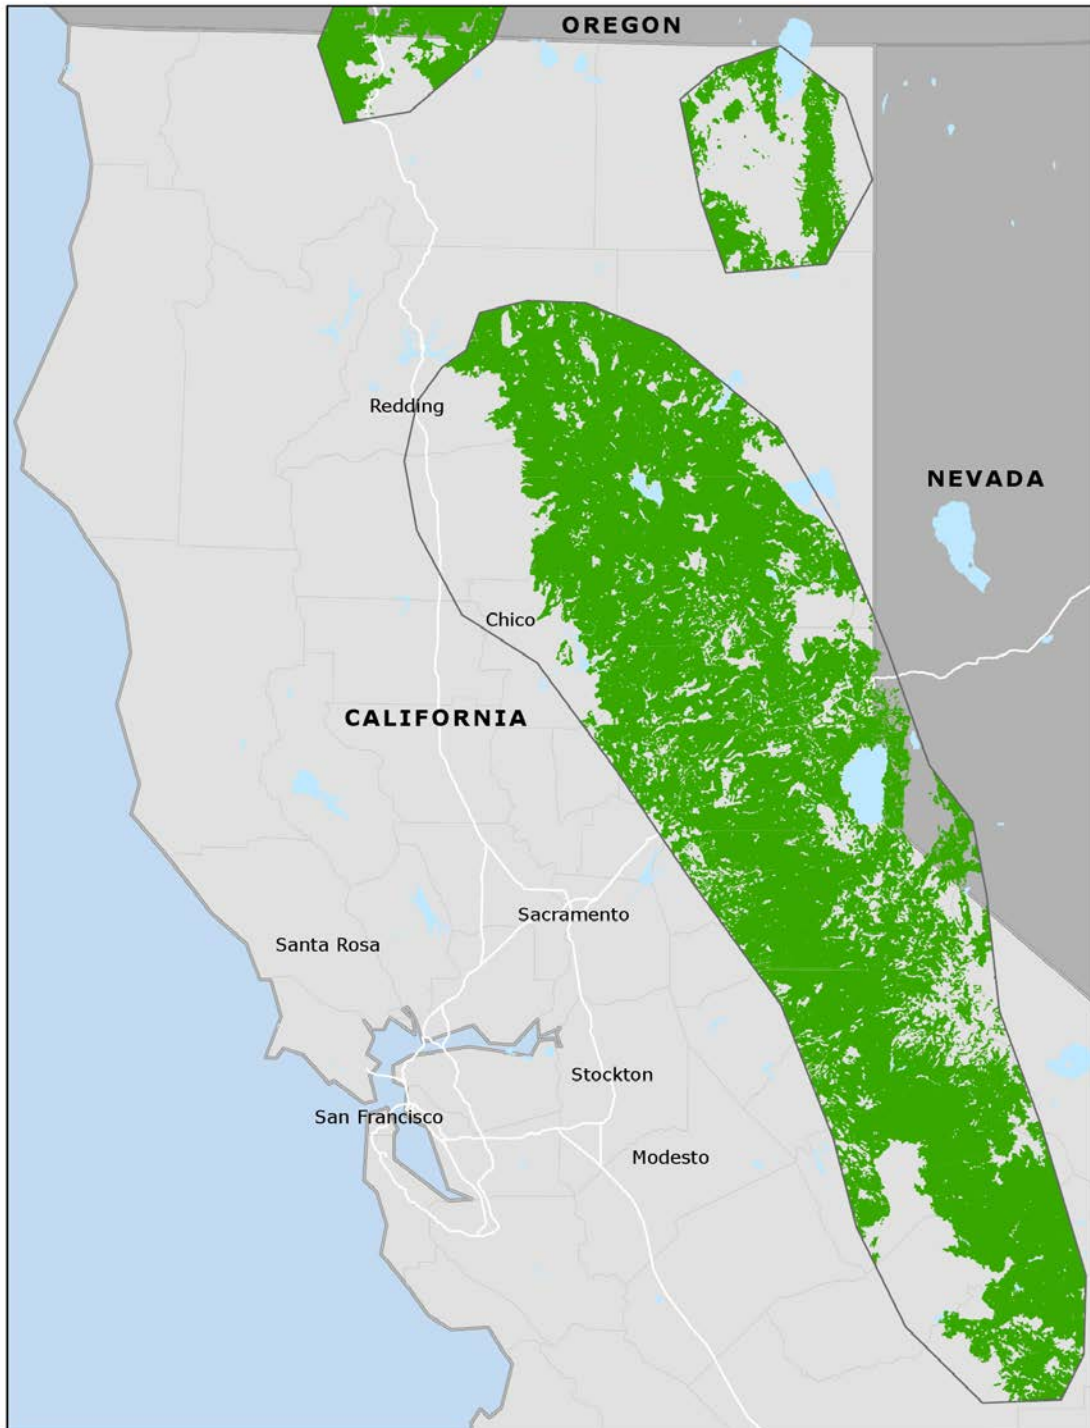 OREGON
Redding
NEVADA
Chico
CALIFORNIA
Sacramento
Santa Rosa
Stockton
San Francisco
Modesto